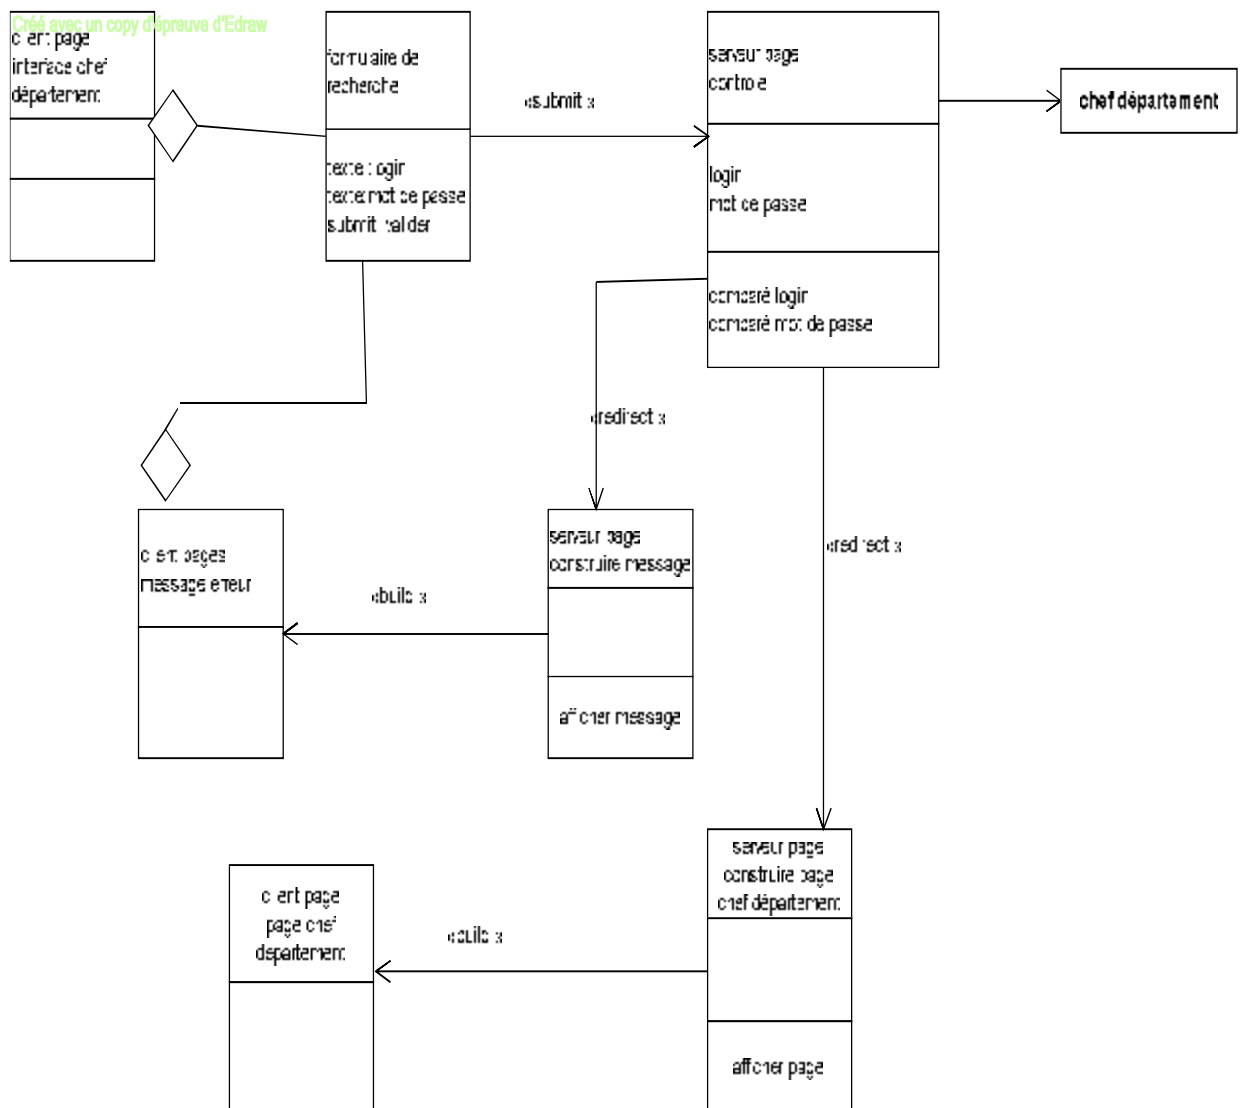 Créé avec un copy d'épreuve d'Edraw
client page
interface chef
département
formulaire de
recherche
texte login
texte mot de passe
submit valider
«submit»
serveur page
controle
login
mot de passe
comparé login
comparé mot de passe
chef département
«redirect»
«redirect»
client pages
message erreur
«build»
serveur page
construire message
afficher message
client page
page chef
departement
«build»
serveur page
construire page
chef département
afficher page